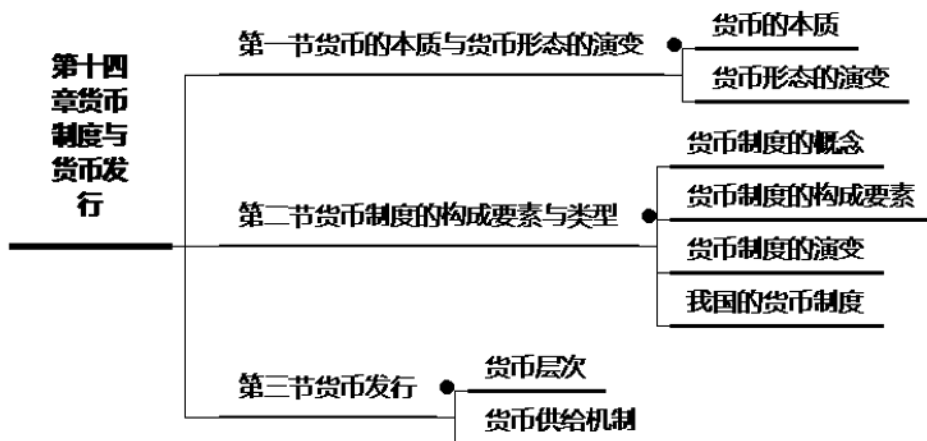 第十四
章货币
制度与
货币发
行
第一节货币的本质与货币形态的演变
货币的本质
货币形态的演变
第二节货币制度的构成要素与类型
货币制度的概念
货币制度的构成要素
货币制度的演变
我国的货币制度
第三节货币发行
货币层次
货币供给机制